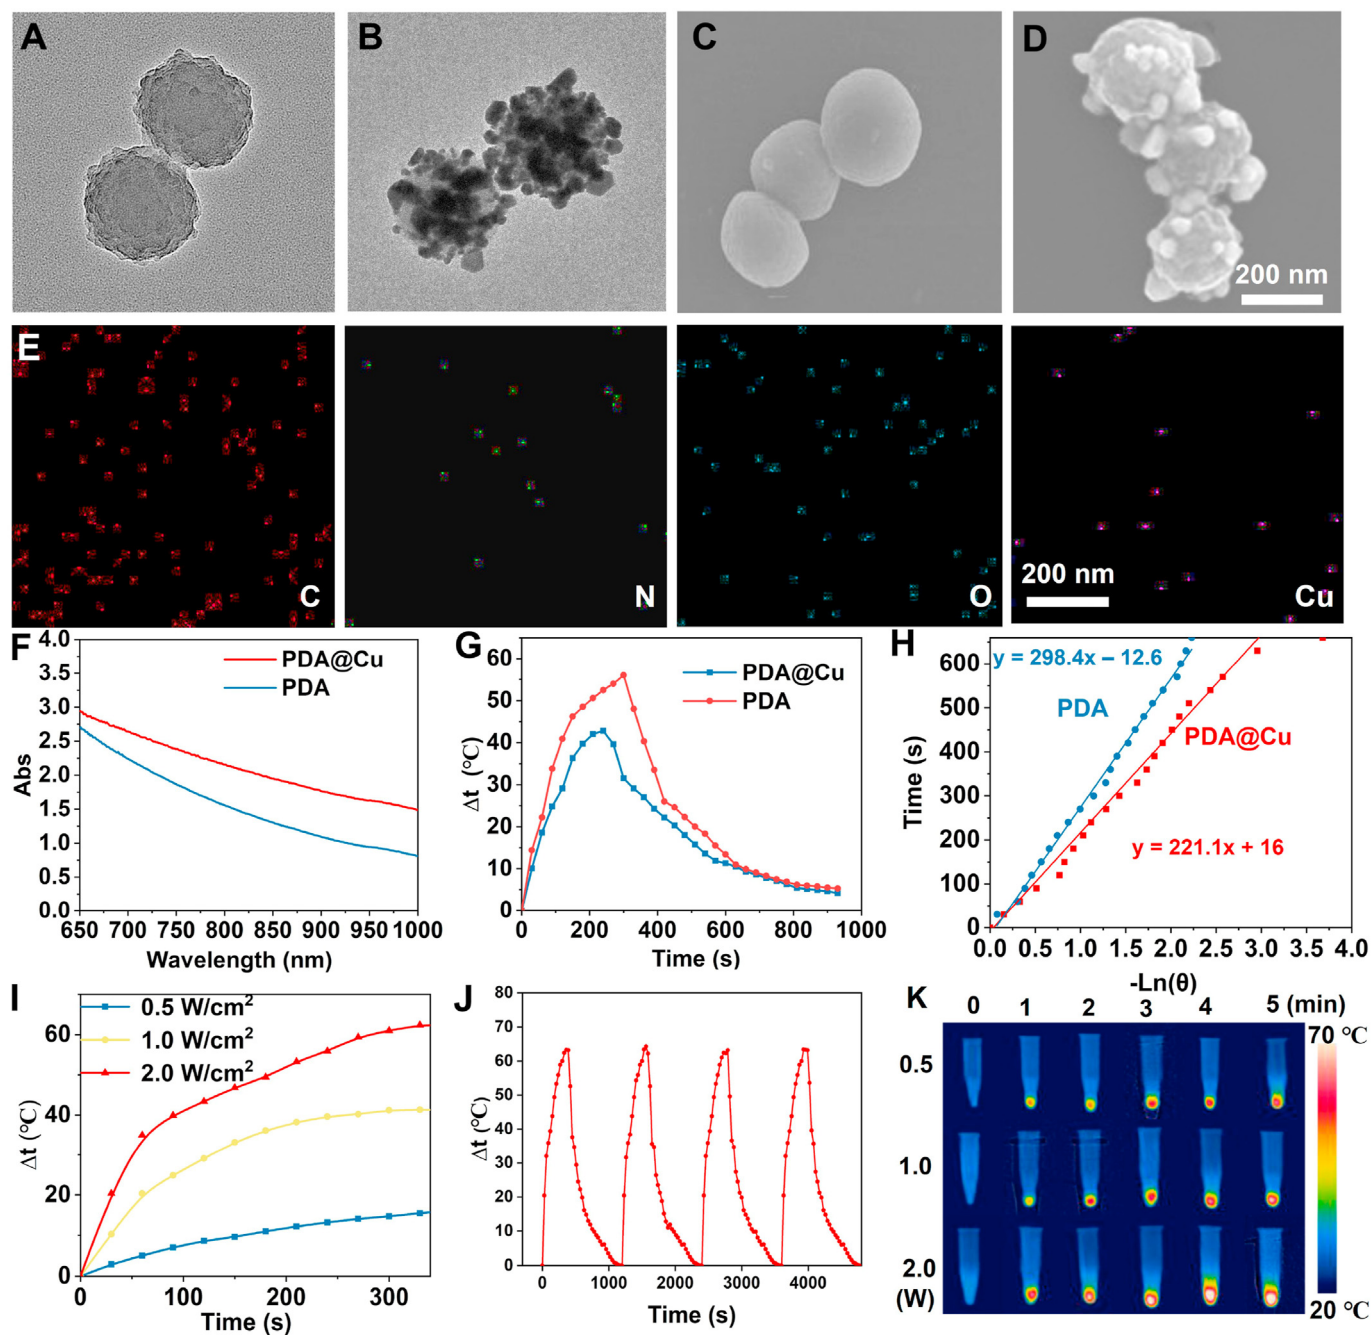 A
B
C
D
200 nm
E
C
N
O
200 nm
Cu
F
4.0
3.5
3.0
2.5
2.0
1.5
1.0
0.5
0.0
Abs
PDA@Cu
PDA
650 700 750 800 850 900 950 1000
Wavelength (nm)
G
60
50
40
30
20
10
0
Δt (℃)
PDA@Cu
PDA
0 200 400 600 800 1000
Time (s)
H
600
500
400
300
200
100
0
Time (s)
y = 298.4x – 12.6
PDA
PDA@Cu
y = 221.1x + 16
0.0 0.5 1.0 1.5 2.0 2.5 3.0 3.5 4.0
-Ln(θ)
I
60
40
20
0
Δt (℃)
0.5 W/cm²
1.0 W/cm²
2.0 W/cm²
0 100 200 300
Time (s)
J
80
70
60
50
40
30
20
10
0
Δt (℃)
0 1000 2000 3000 4000
Time (s)
K
0 1 2 3 4 5 (min)
70 ℃
0.5
1.0
2.0
(W)
20 ℃